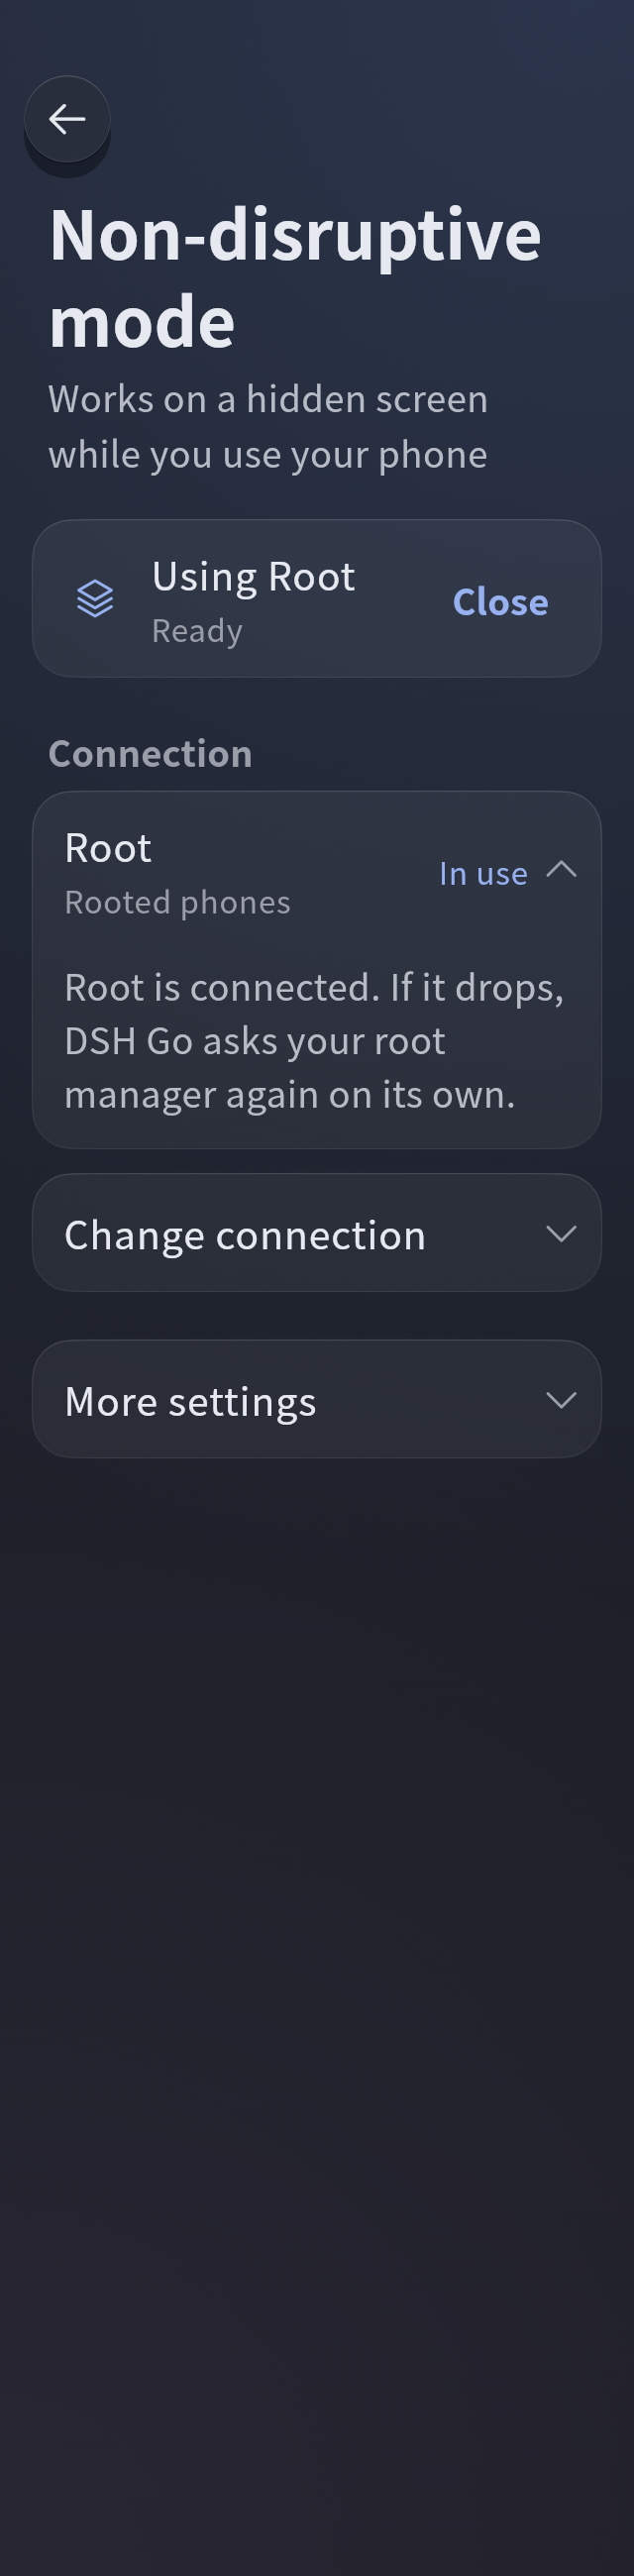 Non-disruptive
mode
Works on a hidden screen
while you use your phone
Using Root
Ready
Close
Connection
Root
Rooted phones
In use
Root is connected. If it drops,
DSH Go asks your root
manager again on its own.
Change connection
More settings